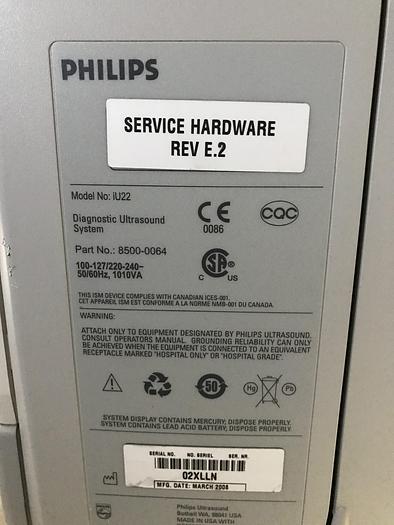 PHILIPS
SERVICE HARDWARE
REV E.2
Model No: iU22
Diagnostic Ultrasound
System
CE
0086
CQC
Part No.: 8500-0064
100-127/220-240~
50/60Hz, 1010VA
SA
C US
THIS ISM DEVICE COMPLIES WITH CANADIAN ICES-001.
CET APPAREIL ISM EST CONFORME A LA NORME NMB-001 DU CANADA.
WARNING:
ATTACH ONLY TO EQUIPMENT DESIGNATED BY PHILIPS ULTRASOUND.
CONSULT OPERATORS MANUAL. GROUNDING RELIABILITY CAN ONLY
BE ACHIEVED WHEN THE EQUIPMENT IS CONNECTED TO AN EQUIVALENT
RECEPTACLE MARKED "HOSPITAL ONLY" OR "HOSPITAL GRADE".
50
Hg
Pb
SYSTEM DISPLAY CONTAINS MERCURY; DISPOSE PROPERLY.
SYSTEM CONTAINS LEAD ACID BATTERY; DISPOSE PROPERLY
SERIAL NO. NO. SERIEL SER. NR.
02XLLN
MFG. DATE: MARCH 2008
Philips Ultrasound
Bothell WA, 98041 USA
MADE IN USA WITH